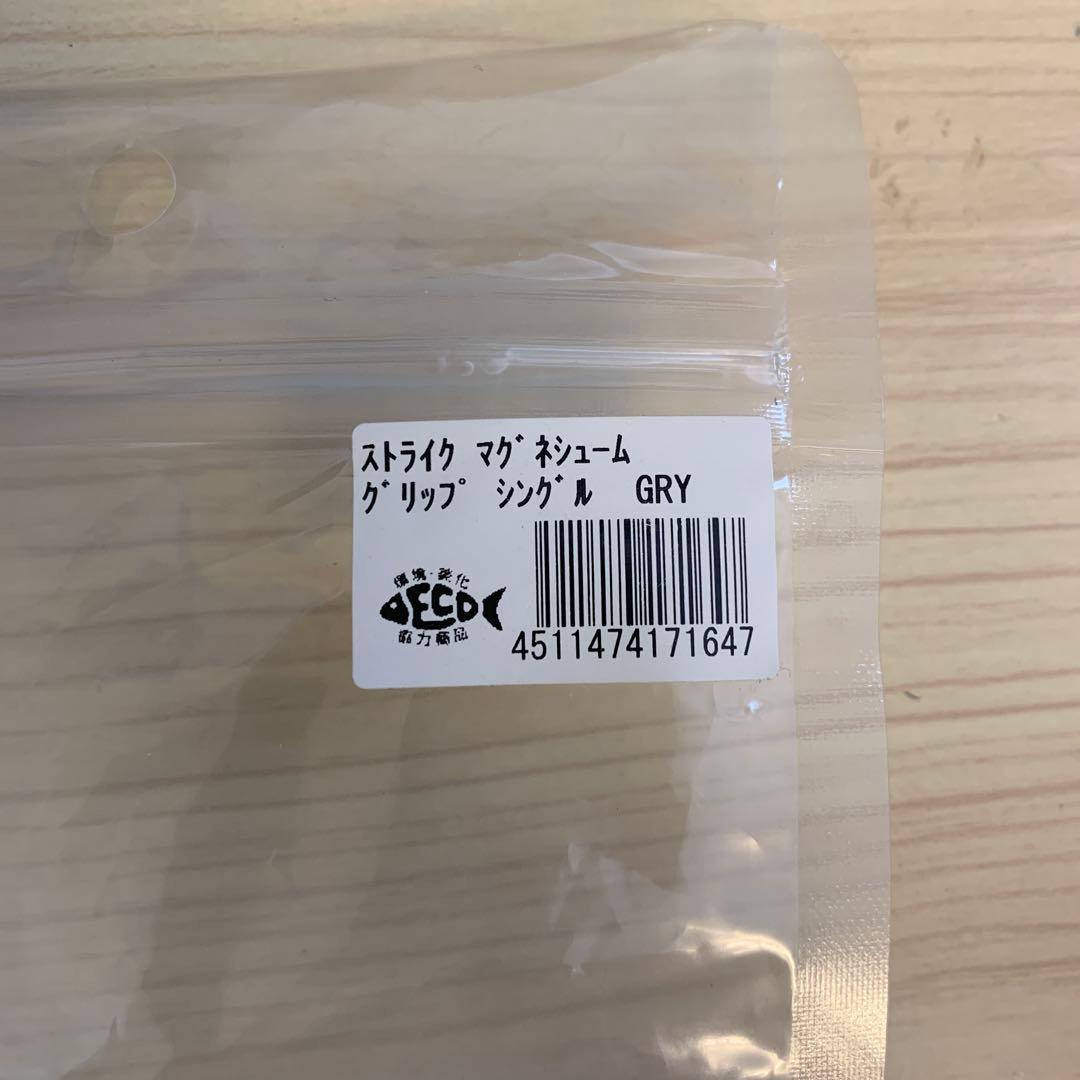 ｽﾄﾗｲｸ ﾏｸﾞﾈｼｭｰﾑ
ｸﾞﾘｯﾌﾟ ｼﾝｸﾞﾙ GRY
環境・美化
ECO
協力商品
4511474171647